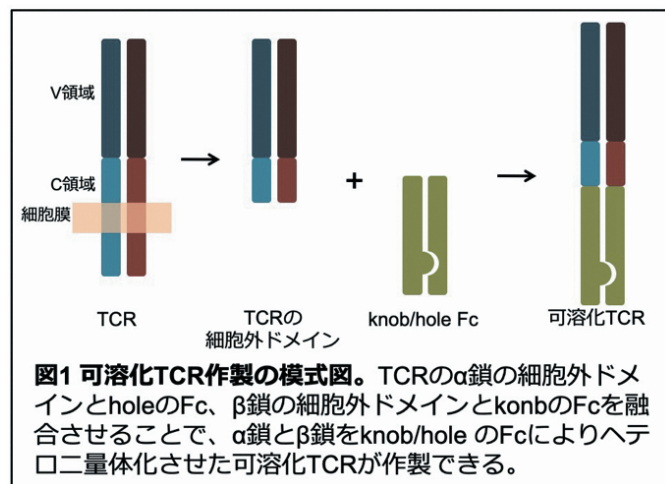 V領域
C領域
細胞膜
+
TCR
TCRの
細胞外ドメイン
knob/hole Fc
可溶化TCR
図1 可溶化TCR作製の模式図。TCRのα鎖の細胞外ドメ
インとholeのFc、β鎖の細胞外ドメインとkonbのFcを融
合させることで、α鎖とβ鎖をknob/hole のFcによりヘテ
ロ二量体化させた可溶化TCRが作製できる。